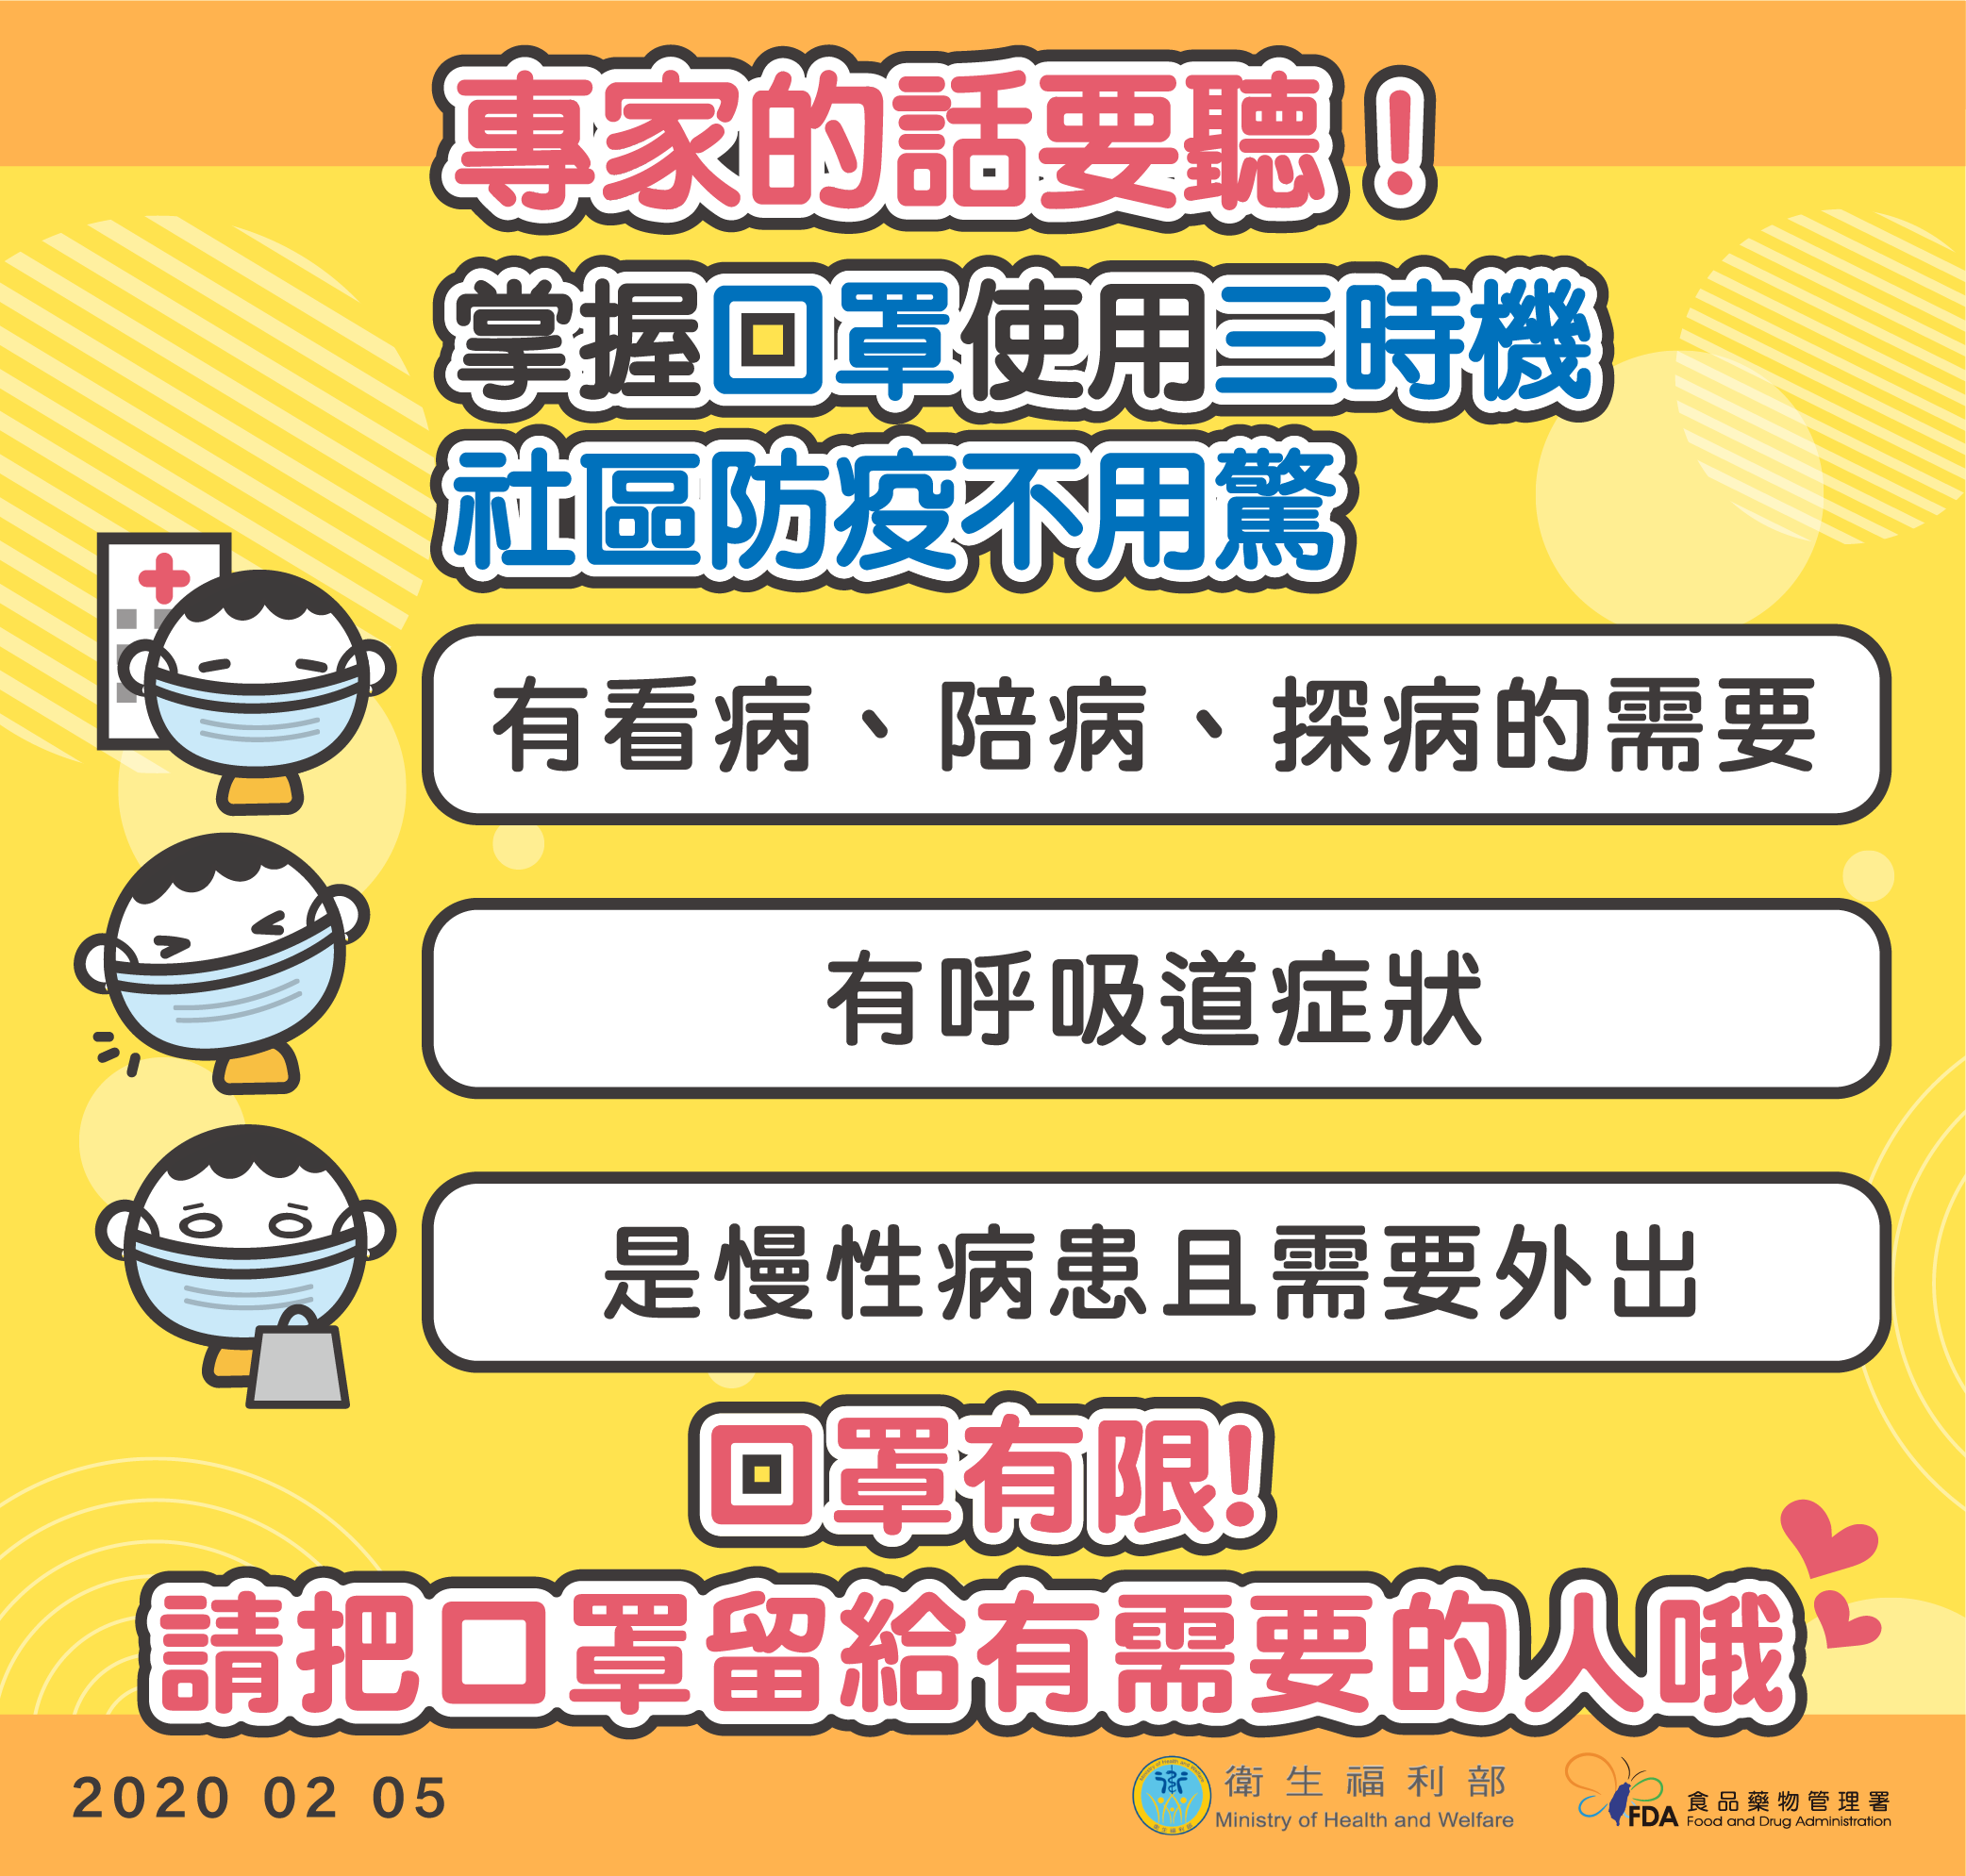 專家的話要聽！
掌握口罩使用三時機
社區防疫不用驚
有看病、陪病、探病的需要
有呼吸道症狀
是慢性病患且需要外出
口罩有限!
請把口罩留給有需要的人哦
2020 02 05
衛生福利部
Ministry of Health and Welfare
FDA
食品藥物管理署
Food and Drug Administration